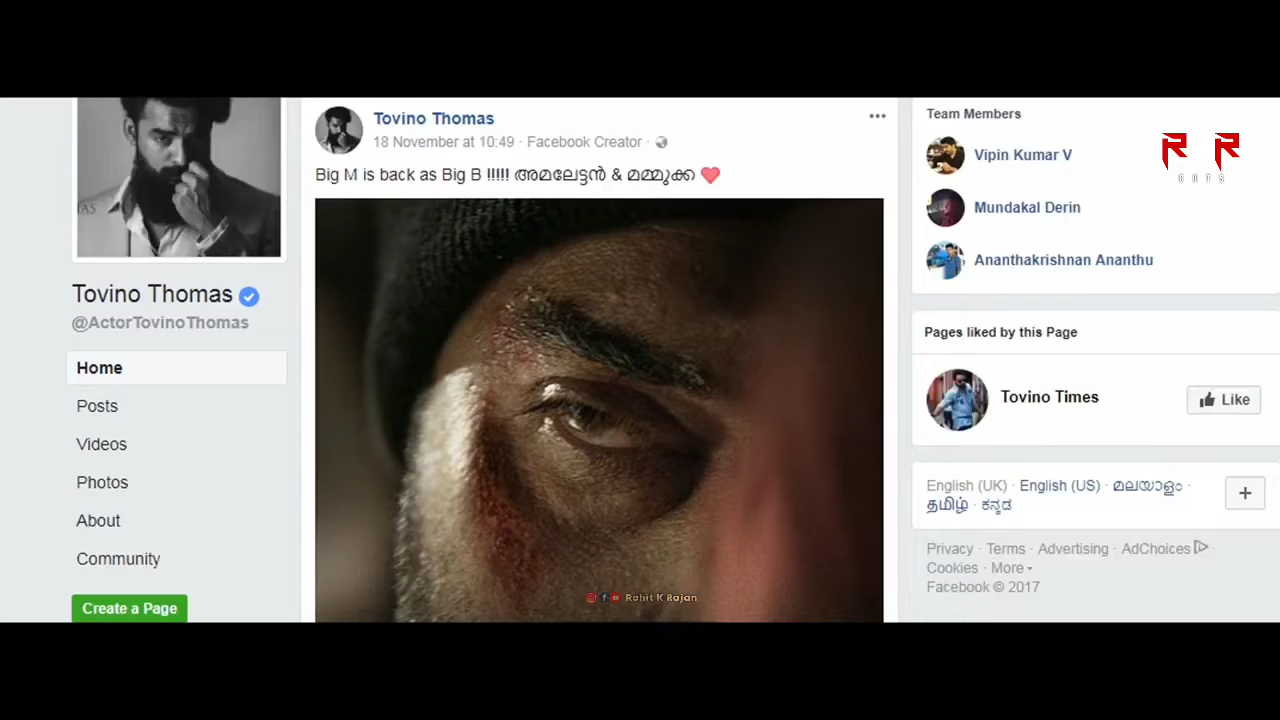 AS
Tovino Thomas
@ActorTovinoThomas
Home
Posts
Videos
Photos
About
Community
Create a Page
Tovino Thomas
18 November at 10:49 · Facebook Creator ·
Big M is back as Big B !!!!! അമലേട്ടൻ & മമ്മുക്ക ❤
Rohit K Rajan
Team Members
Vipin Kumar V
Mundakal Derin
Ananthakrishnan Ananthu
Pages liked by this Page
Tovino Times
Like
English (UK) · English (US) · മലയാളം ·
தமிழ் · ಕನ್ನಡ
Privacy · Terms · Advertising · AdChoices ·
Cookies · More
Facebook © 2017
R R
CUTS